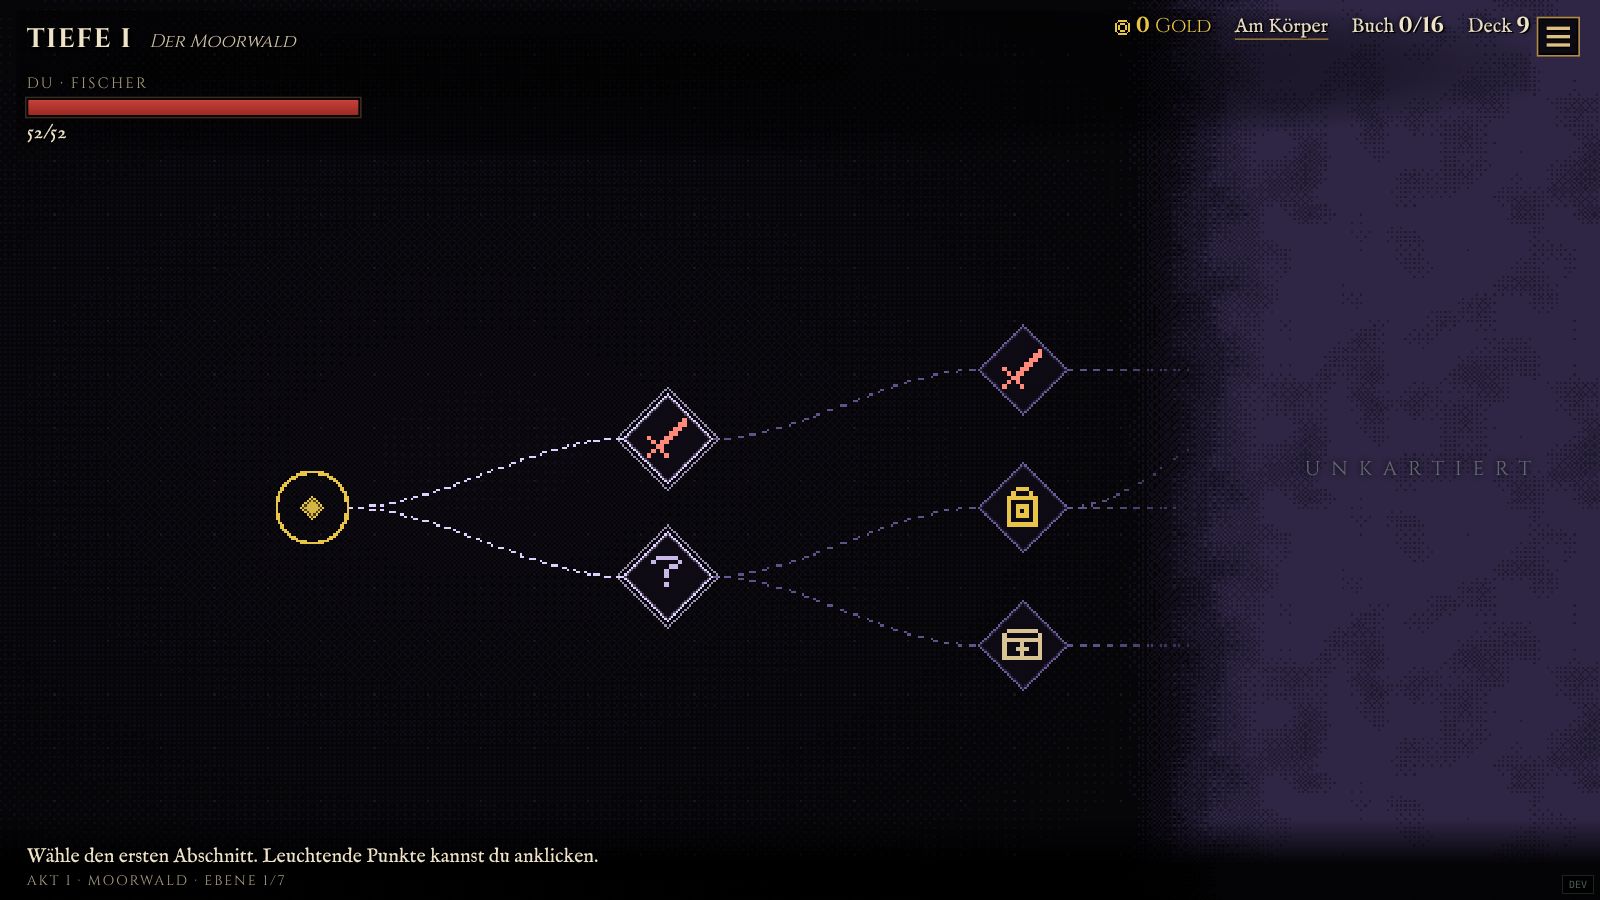 TIEFE I Der Moorwald
0 Gold Am Körper Buch 0/16 Deck 9
DU · FISCHER
52/52
UNKARTIERT
Wähle den ersten Abschnitt. Leuchtende Punkte kannst du anklicken.
AKT I · MOORWALD · EBENE 1/7
DEV